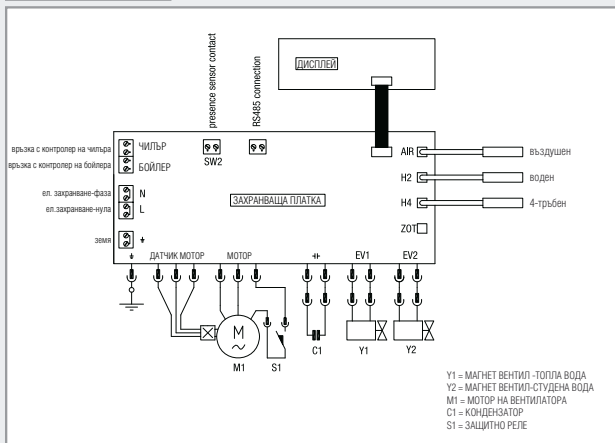 presence sensor contact
RS485 connection
ДИСПЛЕЙ
връзка с контролер на чилъра
ЧИЛЪР
връзка с контролер на бойлера
БОЙЛЕР
SW2
AIR
въздушен
H2
воден
H4
4-тръбен
ZOT
ел. захранване-фаза
N
ел.захранване-нула
L
ЗАХРАНВАЩА ПЛАТКА
земя
ДАТЧИК МОТОР
МОТОР
EV1
EV2
M
M1
S1
C1
Y1
Y2
Y1 = МАГНЕТ ВЕНТИЛ -ТОПЛА ВОДА
Y2 = МАГНЕТ ВЕНТИЛ-СТУДЕНА ВОДА
M1 = МОТОР НА ВЕНТИЛАТОРА
C1 = КОНДЕНЗАТОР
S1 = ЗАЩИТНО РЕЛЕ